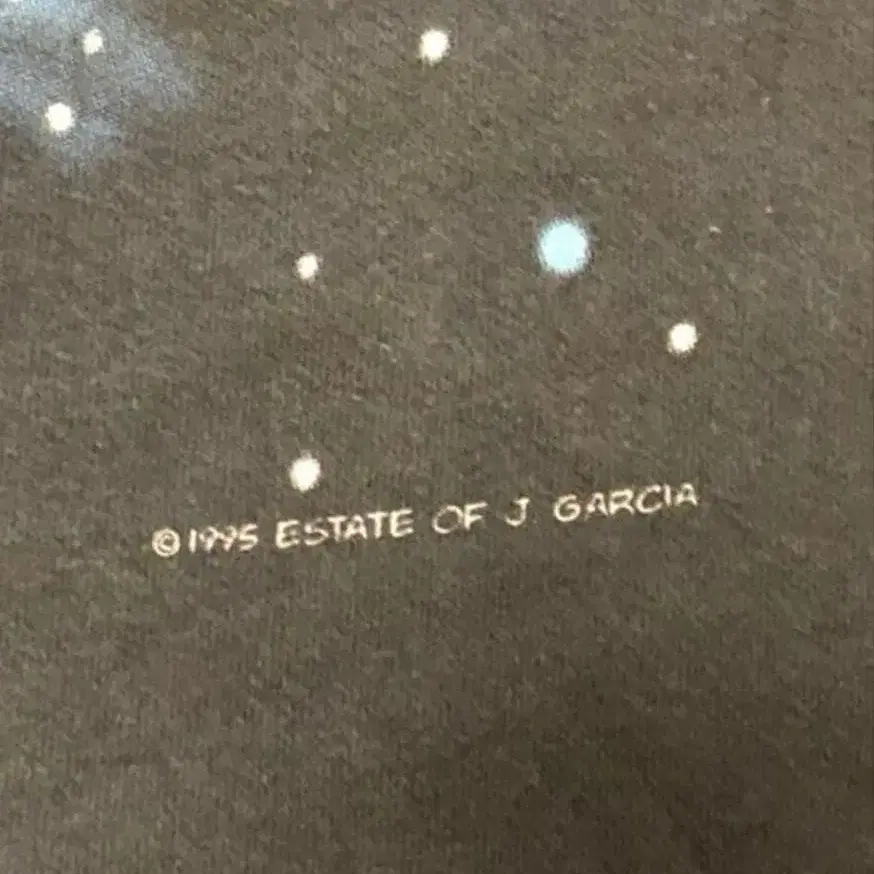 ©1995 ESTATE OF J. GARCIA